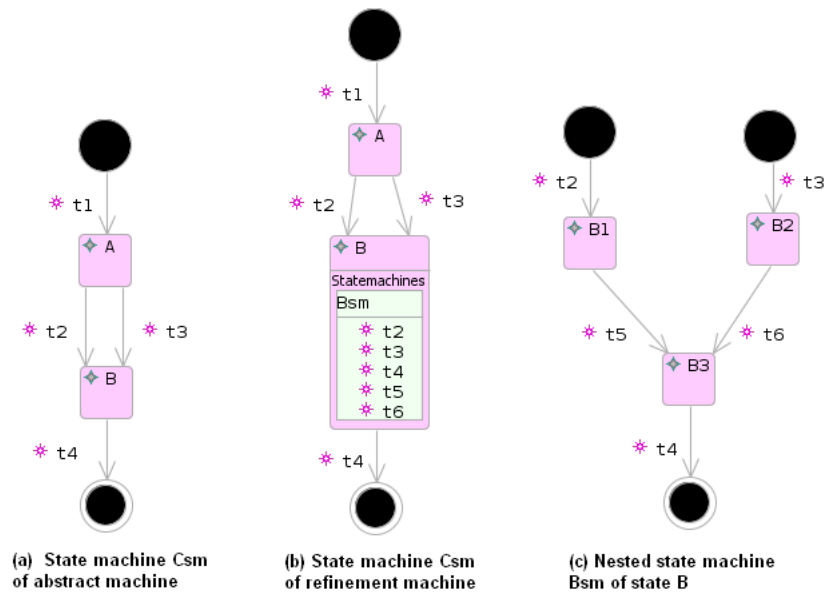 t1
A
t2
t3
B
t4
(a) State machine Csm
of abstract machine
t1
A
t2
t3
B
Statemachines
Bsm
t2
t3
t4
t5
t6
t4
(b) State machine Csm
of refinement machine
t2
t3
B1
B2
t5
t6
B3
t4
(c) Nested state machine
Bsm of state B